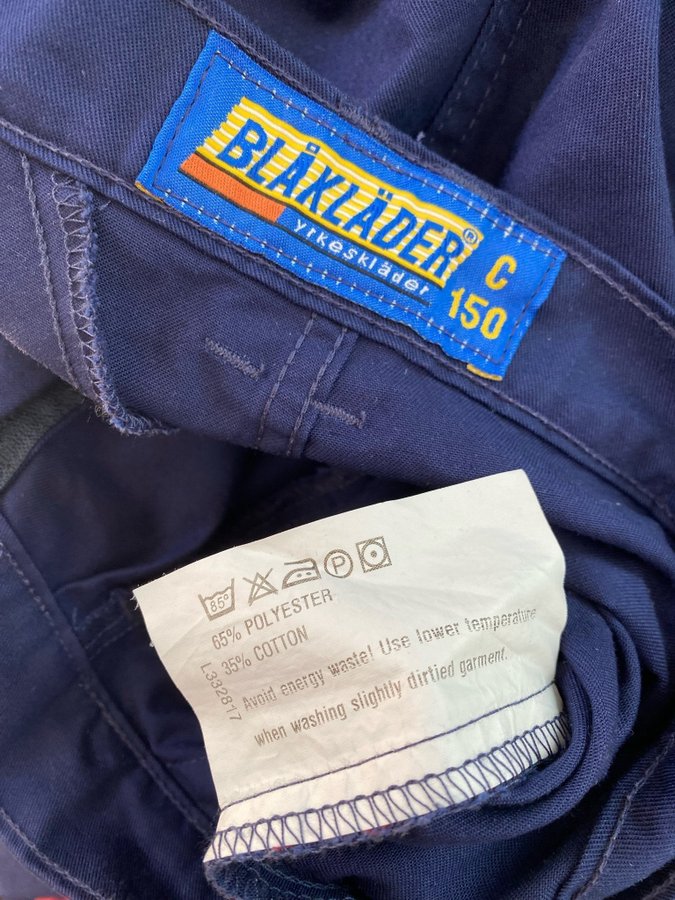 BLÅKLÄDER®
yrkeskläder
C
150
85°
P
65% POLYESTER
35% COTTON
L332817
Avoid energy waste! Use lower temperature
when washing slightly dirtied garment.